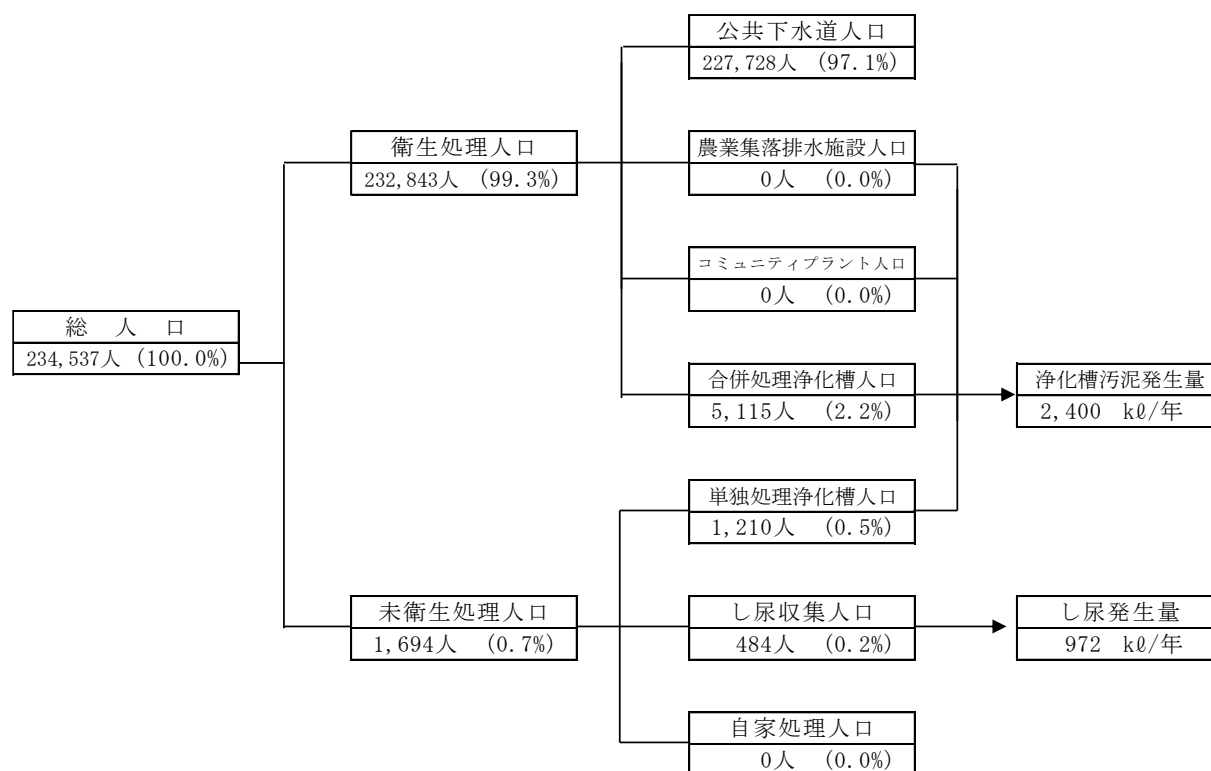 公共下水道人口
227,728人 (97.1%)
衛生処理人口
232,843人 (99.3%)
農業集落排水施設人口
0人 (0.0%)
コミュニティプラント人口
0人 (0.0%)
総 人 口
234,537人 (100.0%)
合併処理浄化槽人口
5,115人 (2.2%)
浄化槽汚泥発生量
2,400 kℓ/年
単独処理浄化槽人口
1,210人 (0.5%)
未衛生処理人口
1,694人 (0.7%)
し尿収集人口
484人 (0.2%)
し尿発生量
972 kℓ/年
自家処理人口
0人 (0.0%)